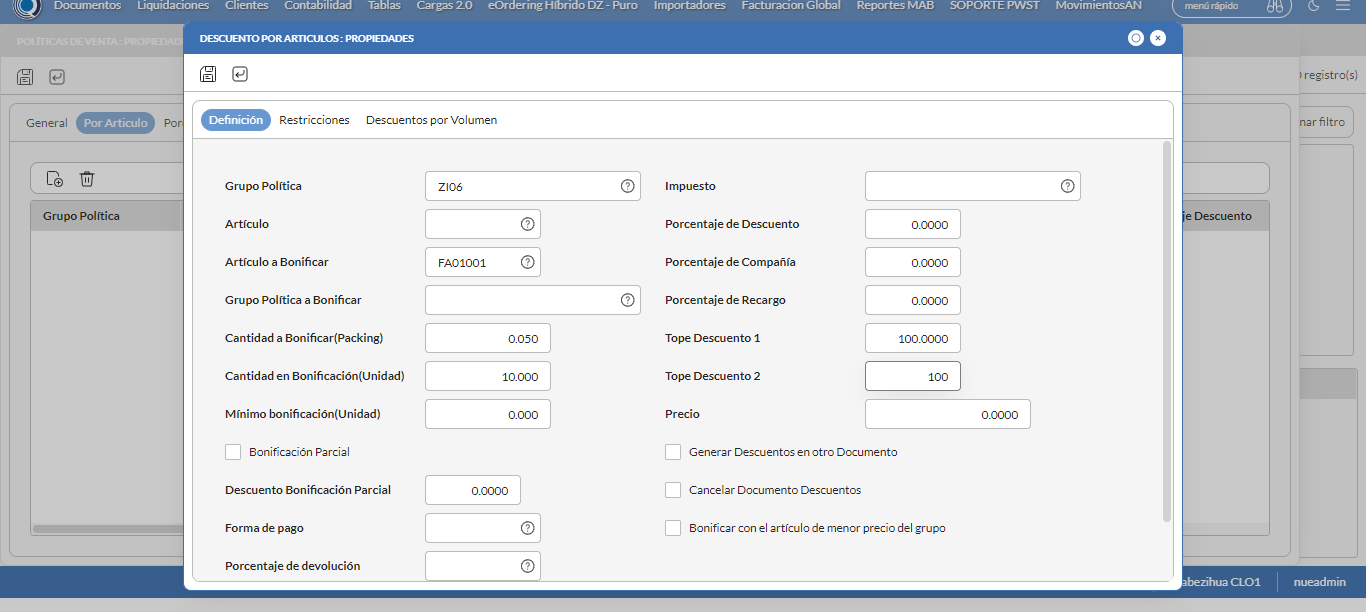 Documentos Liquidaciones Clientes Contabilidad Tablas Cargas 2.0 eOrdering Híbrido DZ - Puro Importadores Facturacion Global Reportes MAB SOPORTE PWST MovimientosAN menú rápido
POLÍTICAS DE VENTA : PROPIEDAD
DESCUENTO POR ARTICULOS : PROPIEDADES
registro(s)
General Por Articulo Por
nar filtro
Definición Restricciones Descuentos por Volumen
Grupo Política
je Descuento
Grupo Política ZI06 Impuesto
Artículo Porcentaje de Descuento 0.0000
Artículo a Bonificar FA01001 Porcentaje de Compañía 0.0000
Grupo Política a Bonificar Porcentaje de Recargo 0.0000
Cantidad a Bonificar(Packing) 0.050 Tope Descuento 1 100.0000
Cantidad en Bonificación(Unidad) 10.000 Tope Descuento 2 100
Mínimo bonificación(Unidad) 0.000 Precio 0.0000
Bonificación Parcial Generar Descuentos en otro Documento
Descuento Bonificación Parcial 0.0000 Cancelar Documento Descuentos
Forma de pago Bonificar con el artículo de menor precio del grupo
Porcentaje de devolución
abezihua CLO1 nueadmin